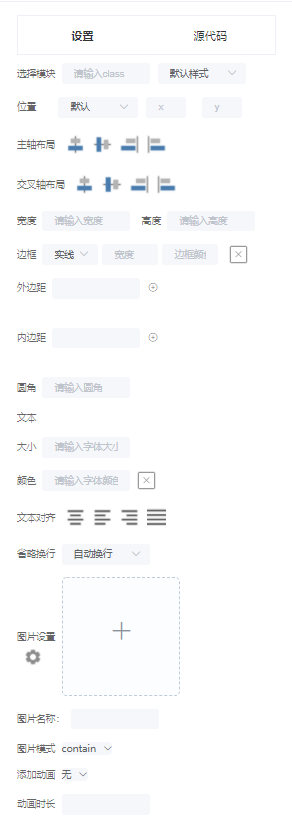 设置 源代码
选择模块 请输入class 默认样式
位置 默认 x y
主轴布局
交叉轴布局
宽度 请输入宽度 高度 请输入高度
边框 实线 宽度 边框颜
外边距
内边距
圆角 请输入圆角
文本
大小 请输入字体大小
颜色 请输入字体颜色
文本对齐
省略换行 自动换行
图片设置
图片名称：
图片模式 contain
添加动画 无
动画时长